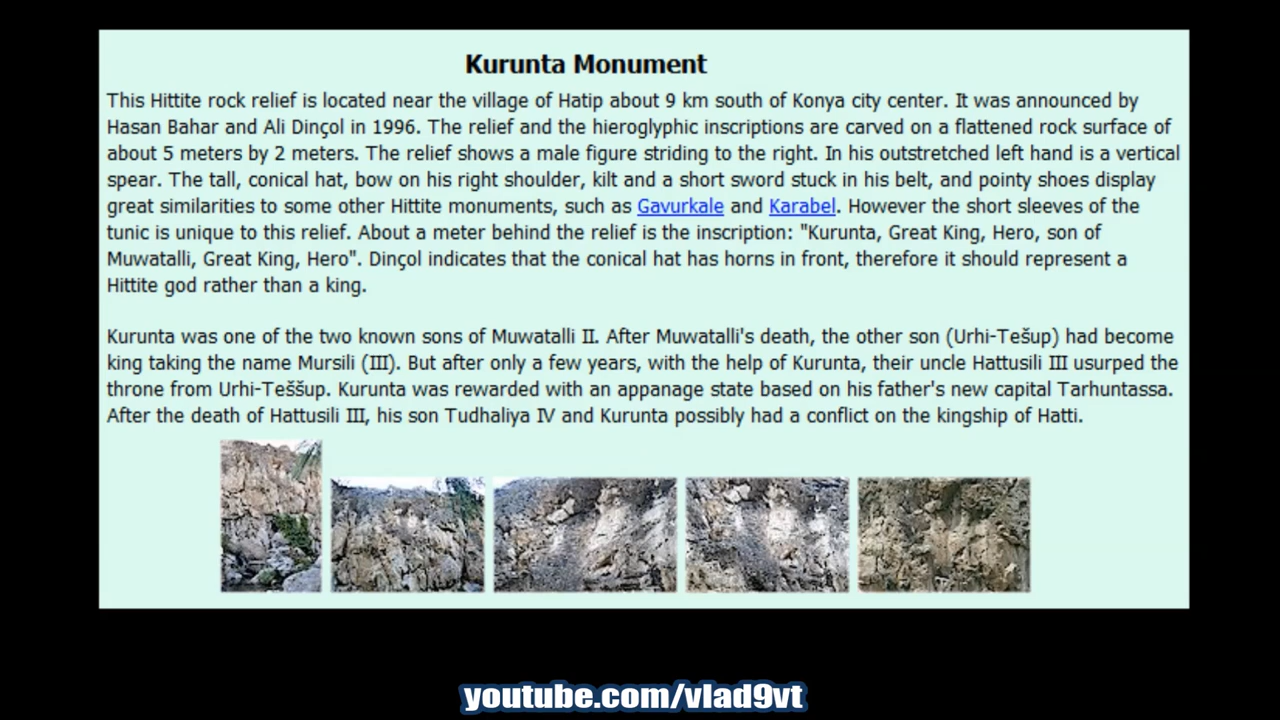 Kurunta Monument
This Hittite rock relief is located near the village of Hatip about 9 km south of Konya city center. It was announced by
Hasan Bahar and Ali Dinçol in 1996. The relief and the hieroglyphic inscriptions are carved on a flattened rock surface of
about 5 meters by 2 meters. The relief shows a male figure striding to the right. In his outstretched left hand is a vertical
spear. The tall, conical hat, bow on his right shoulder, kilt and a short sword stuck in his belt, and pointy shoes display
great similarities to some other Hittite monuments, such as Gavurkale and Karabel. However the short sleeves of the
tunic is unique to this relief. About a meter behind the relief is the inscription: "Kurunta, Great King, Hero, son of
Muwatalli, Great King, Hero". Dinçol indicates that the conical hat has horns in front, therefore it should represent a
Hittite god rather than a king.
Kurunta was one of the two known sons of Muwatalli II. After Muwatalli's death, the other son (Urhi-Tešup) had become
king taking the name Mursili (III). But after only a few years, with the help of Kurunta, their uncle Hattusili III usurped the
throne from Urhi-Teššup. Kurunta was rewarded with an appanage state based on his father's new capital Tarhuntassa.
After the death of Hattusili III, his son Tudhaliya IV and Kurunta possibly had a conflict on the kingship of Hatti.
youtube.com/vlad9vt